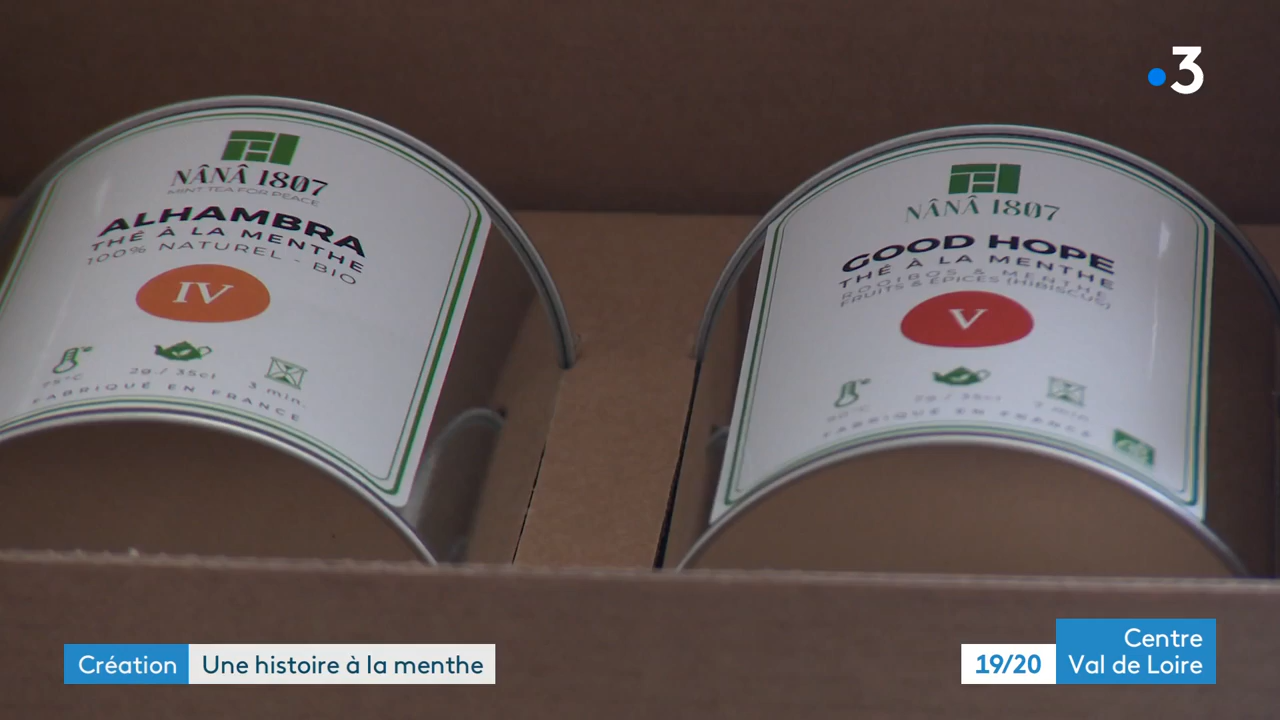 3
NÂNÂ 1807
MINT TEA FOR PEACE
ALHAMBRA
THÉ À LA MENTHE
100% NATUREL - BIO
IV
75°C
2g / 35cl
3 min.
FABRIQUÉ EN FRANCE
NÂNÂ 1807
GOOD HOPE
THÉ À LA MENTHE
ROOIBOS & MENTHE
FRUITS & ÉPICES (HIBISCUS)
V
FABRIQUÉ EN FRANCE
Création
Une histoire à la menthe
19/20
Centre
Val de Loire